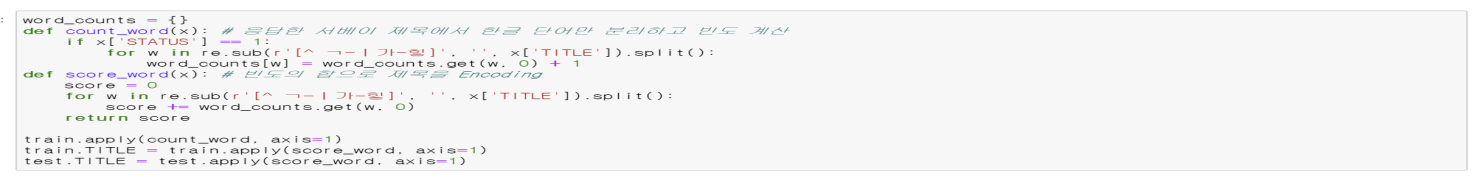 word_counts = {}
def count_word(x): # 응답한 서베이 제목에서 한글 단어만 분리하고 빈도 계산
    if x['STATUS'] == 1:
        for w in re.sub(r'[^ ㄱ-ㅣ가-힣]', '', x['TITLE']).split():
            word_counts[w] = word_counts.get(w, 0) + 1
def score_word(x): # 빈도의 합으로 제목을 Encoding
    score = 0
    for w in re.sub(r'[^ ㄱ-ㅣ가-힣]', '', x['TITLE']).split():
        score += word_counts.get(w, 0)
    return score
train.apply(count_word, axis=1)
train.TITLE = train.apply(score_word, axis=1)
test.TITLE = test.apply(score_word, axis=1)